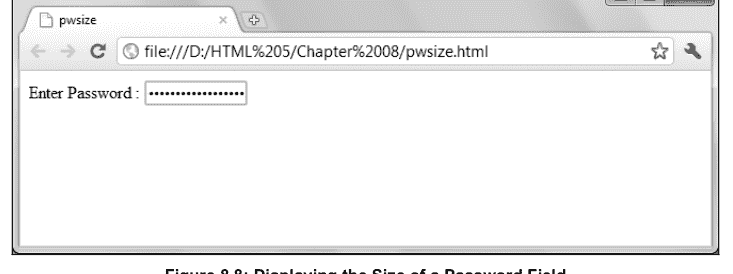 pwsize
file:///D:/HTML%205/Chapter%2008/pwsize.html
Enter Password : ••••••••••••••••••
Figure 8.8: Displaying the Size of a Password Field